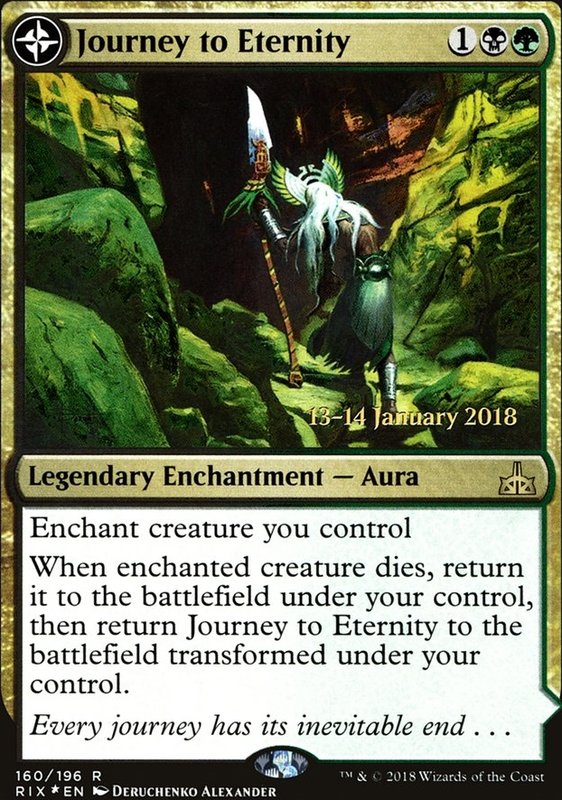 Journey to Eternity 1
13–14 January 2018
Legendary Enchantment — Aura
Enchant creature you control
When enchanted creature dies, return
it to the battlefield under your control,
then return Journey to Eternity to the
battlefield transformed under your
control.
Every journey has its inevitable end . . .
160/196 R
RIX★EN Deruchenko Alexander
™ & © 2018 Wizards of the Coast